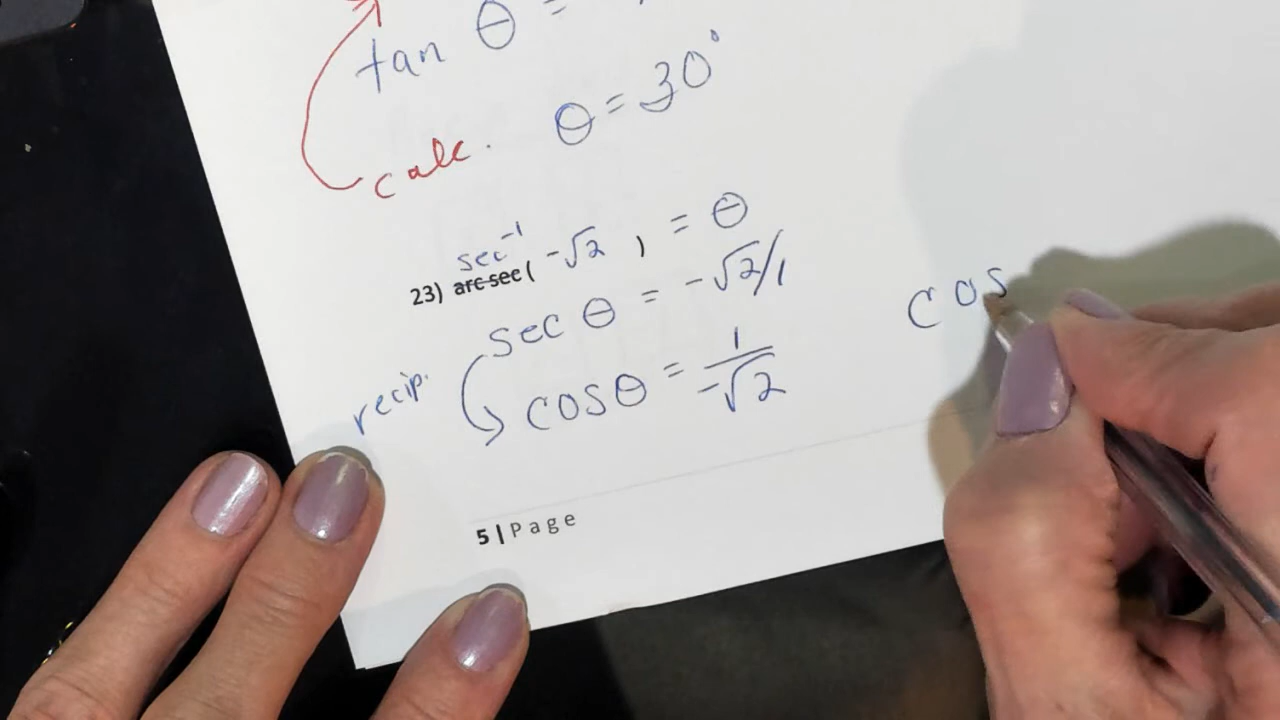 tan θ =
θ = 30°
calc.
sec⁻¹
23) arc sec( -√2 ) = θ
sec θ = -√2/1
recip.
cos θ = 1/-√2
cos
5 | Page